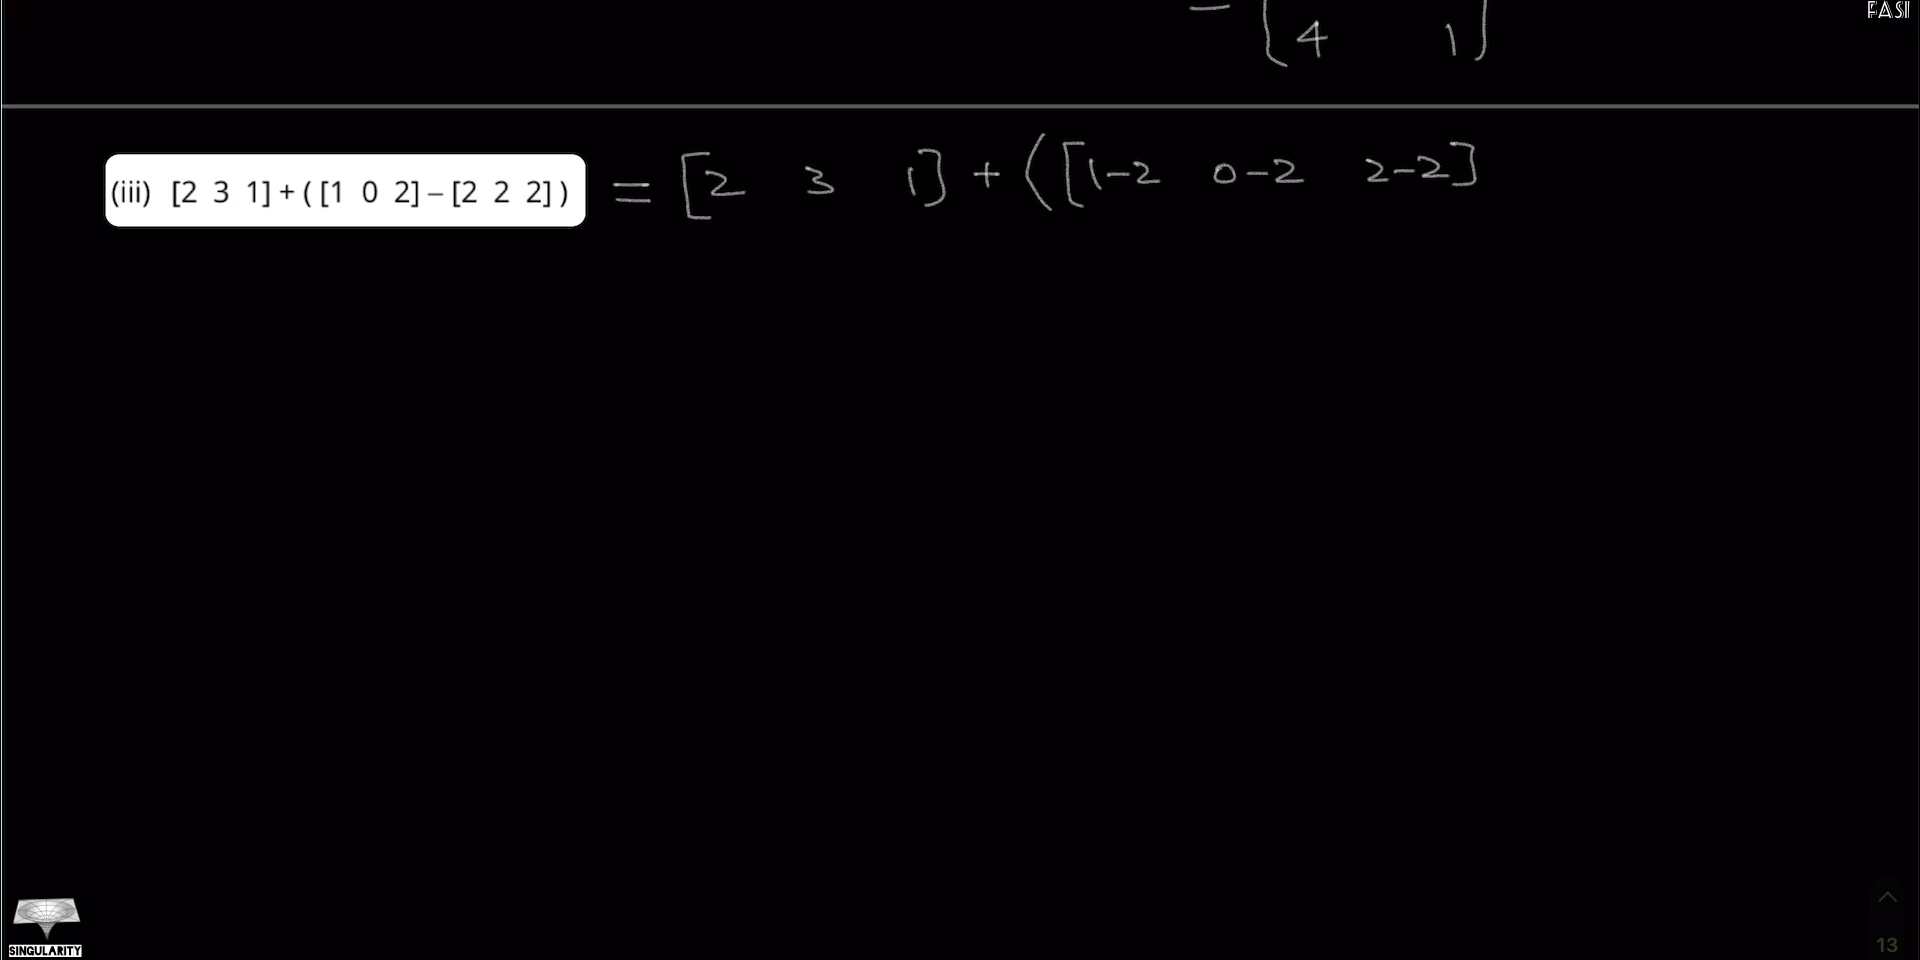 FASI
= [4 1]
(iii) [2 3 1] + ( [1 0 2] – [2 2 2] ) = [2 3 1] + ( [1-2 0-2 2-2]
SINGULARITY
13